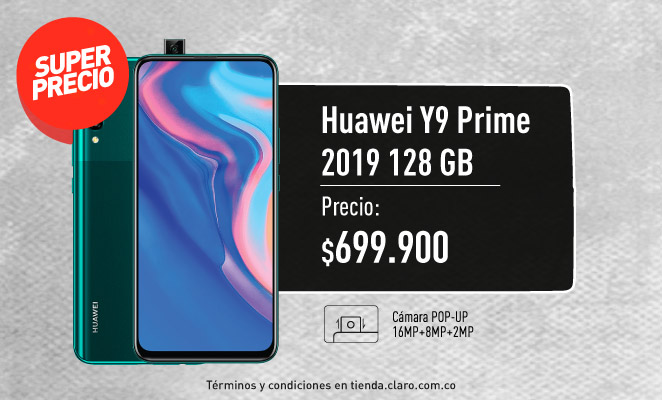 SUPER
PRECIO
HUAWEI
Huawei Y9 Prime
2019 128 GB
Precio:
$699.900
Cámara POP-UP
16MP+8MP+2MP
Términos y condiciones en tienda.claro.com.co